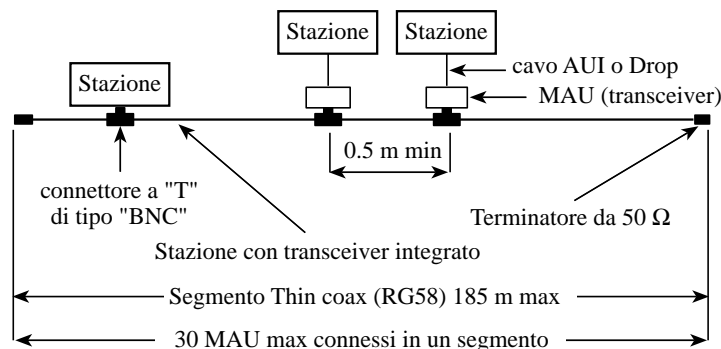 Stazione
Stazione
Stazione
cavo AUI o Drop
MAU (transceiver)
0.5 m min
connettore a "T"
di tipo "BNC"
Terminatore da 50 Ω
Stazione con transceiver integrato
Segmento Thin coax (RG58) 185 m max
30 MAU max connessi in un segmento